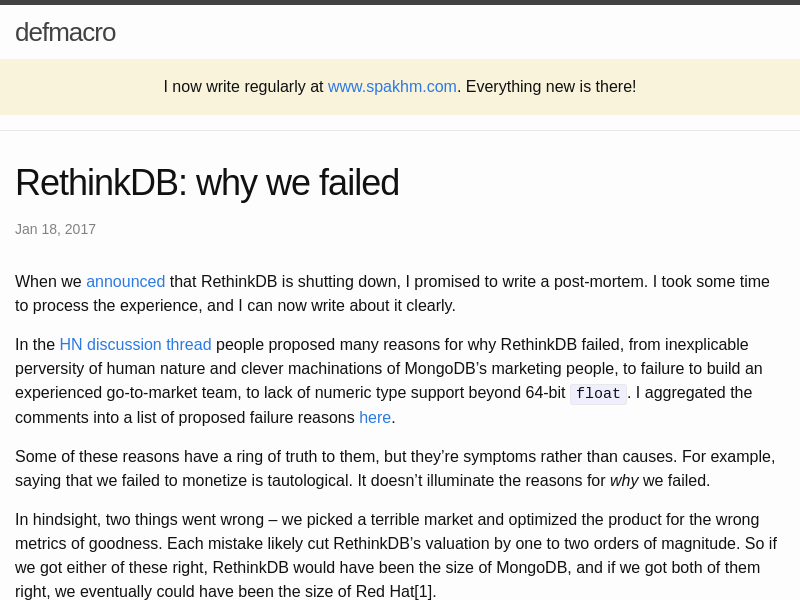 defmacro
I now write regularly at www.spakhm.com. Everything new is there!
RethinkDB: why we failed
Jan 18, 2017
When we announced that RethinkDB is shutting down, I promised to write a post-mortem. I took some time
to process the experience, and I can now write about it clearly.
In the HN discussion thread people proposed many reasons for why RethinkDB failed, from inexplicable
perversity of human nature and clever machinations of MongoDB’s marketing people, to failure to build an
experienced go-to-market team, to lack of numeric type support beyond 64-bit float. I aggregated the
comments into a list of proposed failure reasons here.
Some of these reasons have a ring of truth to them, but they’re symptoms rather than causes. For example,
saying that we failed to monetize is tautological. It doesn’t illuminate the reasons for why we failed.
In hindsight, two things went wrong – we picked a terrible market and optimized the product for the wrong
metrics of goodness. Each mistake likely cut RethinkDB’s valuation by one to two orders of magnitude. So if
we got either of these right, RethinkDB would have been the size of MongoDB, and if we got both of them
right, we eventually could have been the size of Red Hat[1].